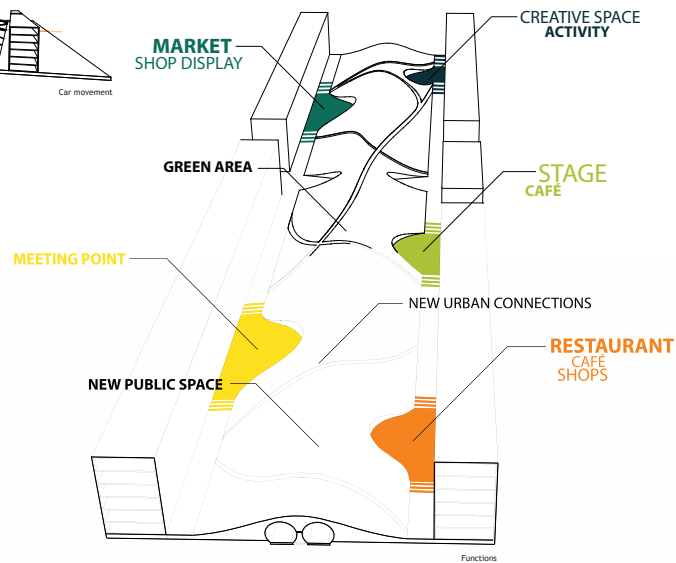 CREATIVE SPACE
ACTIVITY
MARKET
SHOP DISPLAY
Car movement
GREEN AREA
STAGE
CAFÉ
MEETING POINT
NEW URBAN CONNECTIONS
RESTAURANT
CAFÉ
SHOPS
NEW PUBLIC SPACE
Functions